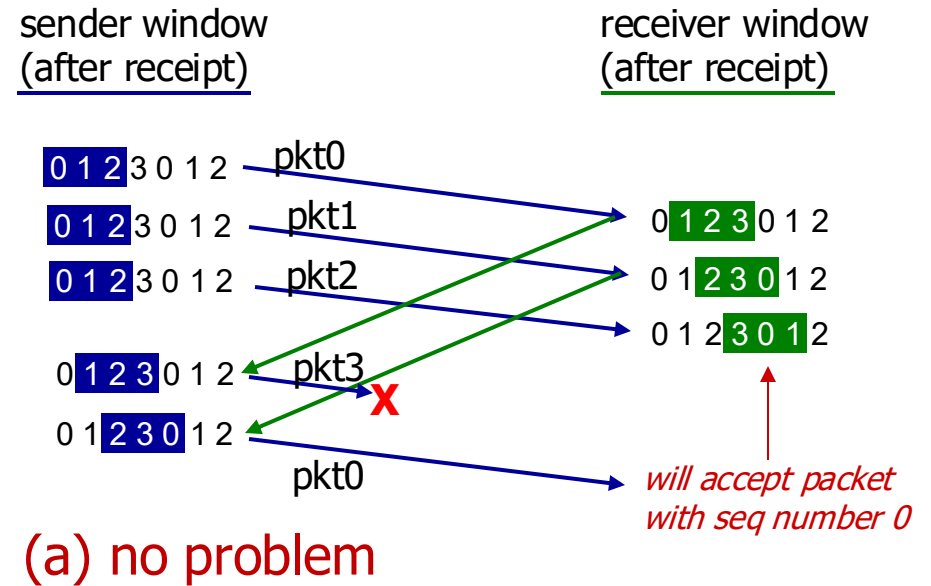 sender window
(after receipt)
receiver window
(after receipt)
0 1 2 3 0 1 2
pkt0
0 1 2 3 0 1 2
pkt1
0 1 2 3 0 1 2
0 1 2 3 0 1 2
pkt2
0 1 2 3 0 1 2
0 1 2 3 0 1 2
0 1 2 3 0 1 2
pkt3
X
0 1 2 3 0 1 2
pkt0
will accept packet
with seq number 0
(a) no problem